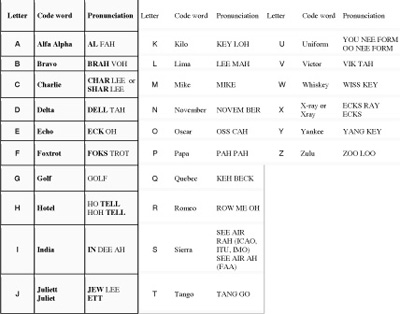 Letter Code word Pronunciation Letter Code word Pronunciation Letter Code word Pronunciation
A Alfa Alpha AL FAH K Kilo KEY LOH U Uniform YOU NEE FORM
OO NEE FORM
B Bravo BRAH VOH L Lima LEE MAH V Victor VIK TAH
C Charlie CHAR LEE or
SHAR LEE M Mike MIKE W Whiskey WISS KEY
D Delta DELL TAH N November NOVEM BER X X-ray or
Xray ECKS RAY
ECKS
E Echo ECK OH O Oscar OSS CAH Y Yankee YANG KEY
F Foxtrot FOKS TROT P Papa PAH PAH Z Zulu ZOO LOO
G Golf GOLF Q Quebec KEH BECK
H Hotel HO TELL
HOH TELL R Romeo ROW ME OH
I India IN DEE AH S Sierra SEE AIR
RAH (ICAO,
ITU, IMO)
SEE AIR AH
(FAA)
J Juliett
Juliet JEW LEE
ETT T Tango TANG GO